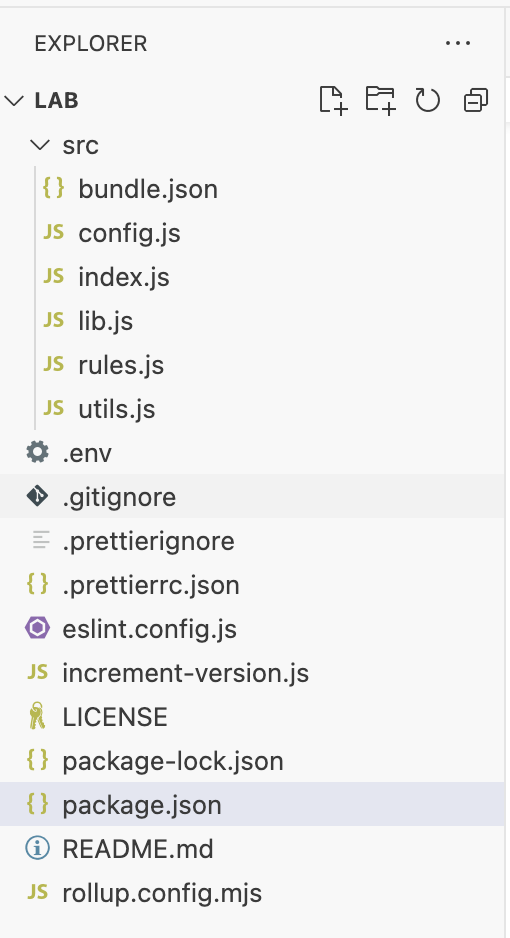 EXPLORER
LAB
src
{} bundle.json
JS config.js
JS index.js
JS lib.js
JS rules.js
JS utils.js
.env
.gitignore
.prettierignore
{} .prettierrc.json
eslint.config.js
JS increment-version.js
LICENSE
{} package-lock.json
{} package.json
README.md
JS rollup.config.mjs